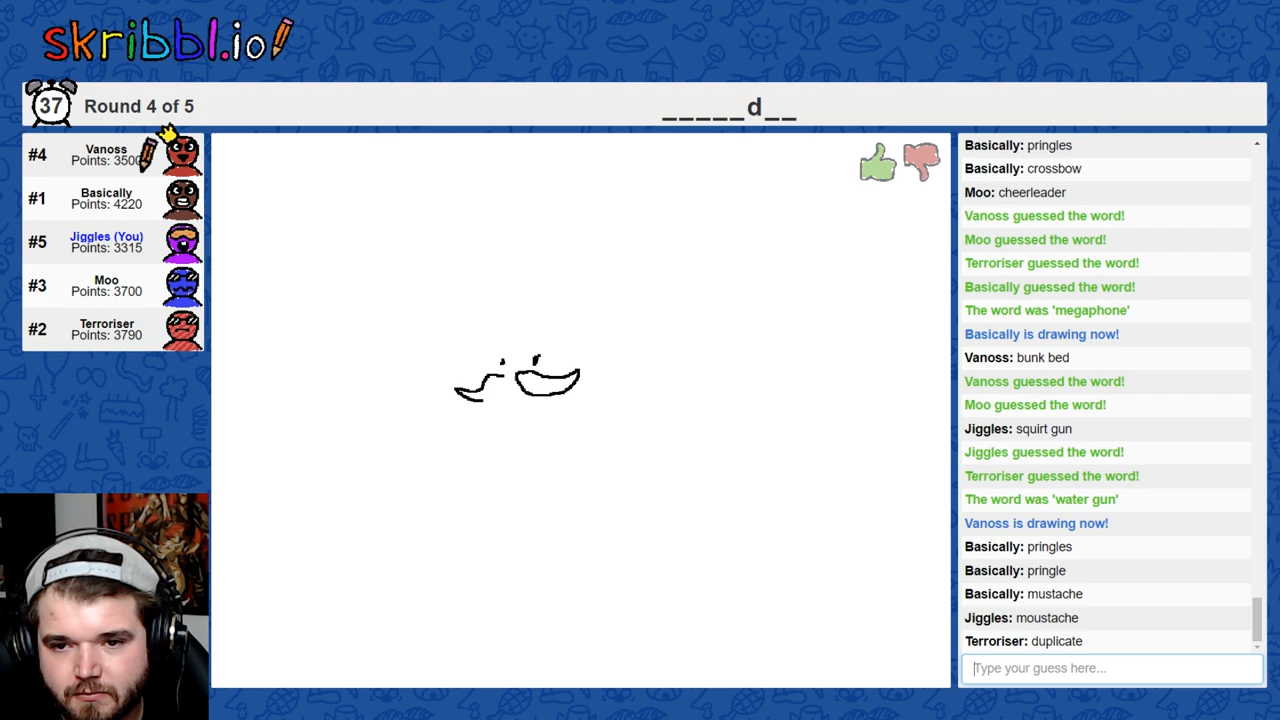 skribbl.io
37
Round 4 of 5
_____d__
#4
Vanoss
Points: 3500
#1
Basically
Points: 4220
#5
Jiggles (You)
Points: 3315
#3
Moo
Points: 3700
#2
Terroriser
Points: 3790
Basically: pringles
Basically: crossbow
Moo: cheerleader
Vanoss guessed the word!
Moo guessed the word!
Terroriser guessed the word!
Basically guessed the word!
The word was 'megaphone'
Basically is drawing now!
Vanoss: bunk bed
Vanoss guessed the word!
Moo guessed the word!
Jiggles: squirt gun
Jiggles guessed the word!
Terroriser guessed the word!
The word was 'water gun'
Vanoss is drawing now!
Basically: pringles
Basically: pringle
Basically: mustache
Jiggles: moustache
Terroriser: duplicate
Type your guess here...